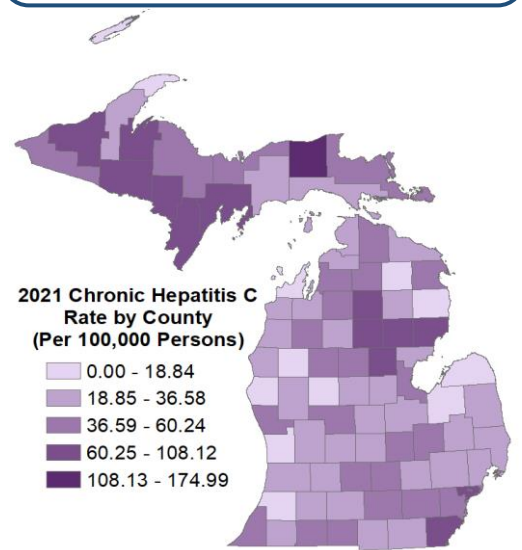 2021 Chronic Hepatitis C
Rate by County
(Per 100,000 Persons)
0.00 - 18.84
18.85 - 36.58
36.59 - 60.24
60.25 - 108.12
108.13 - 174.99